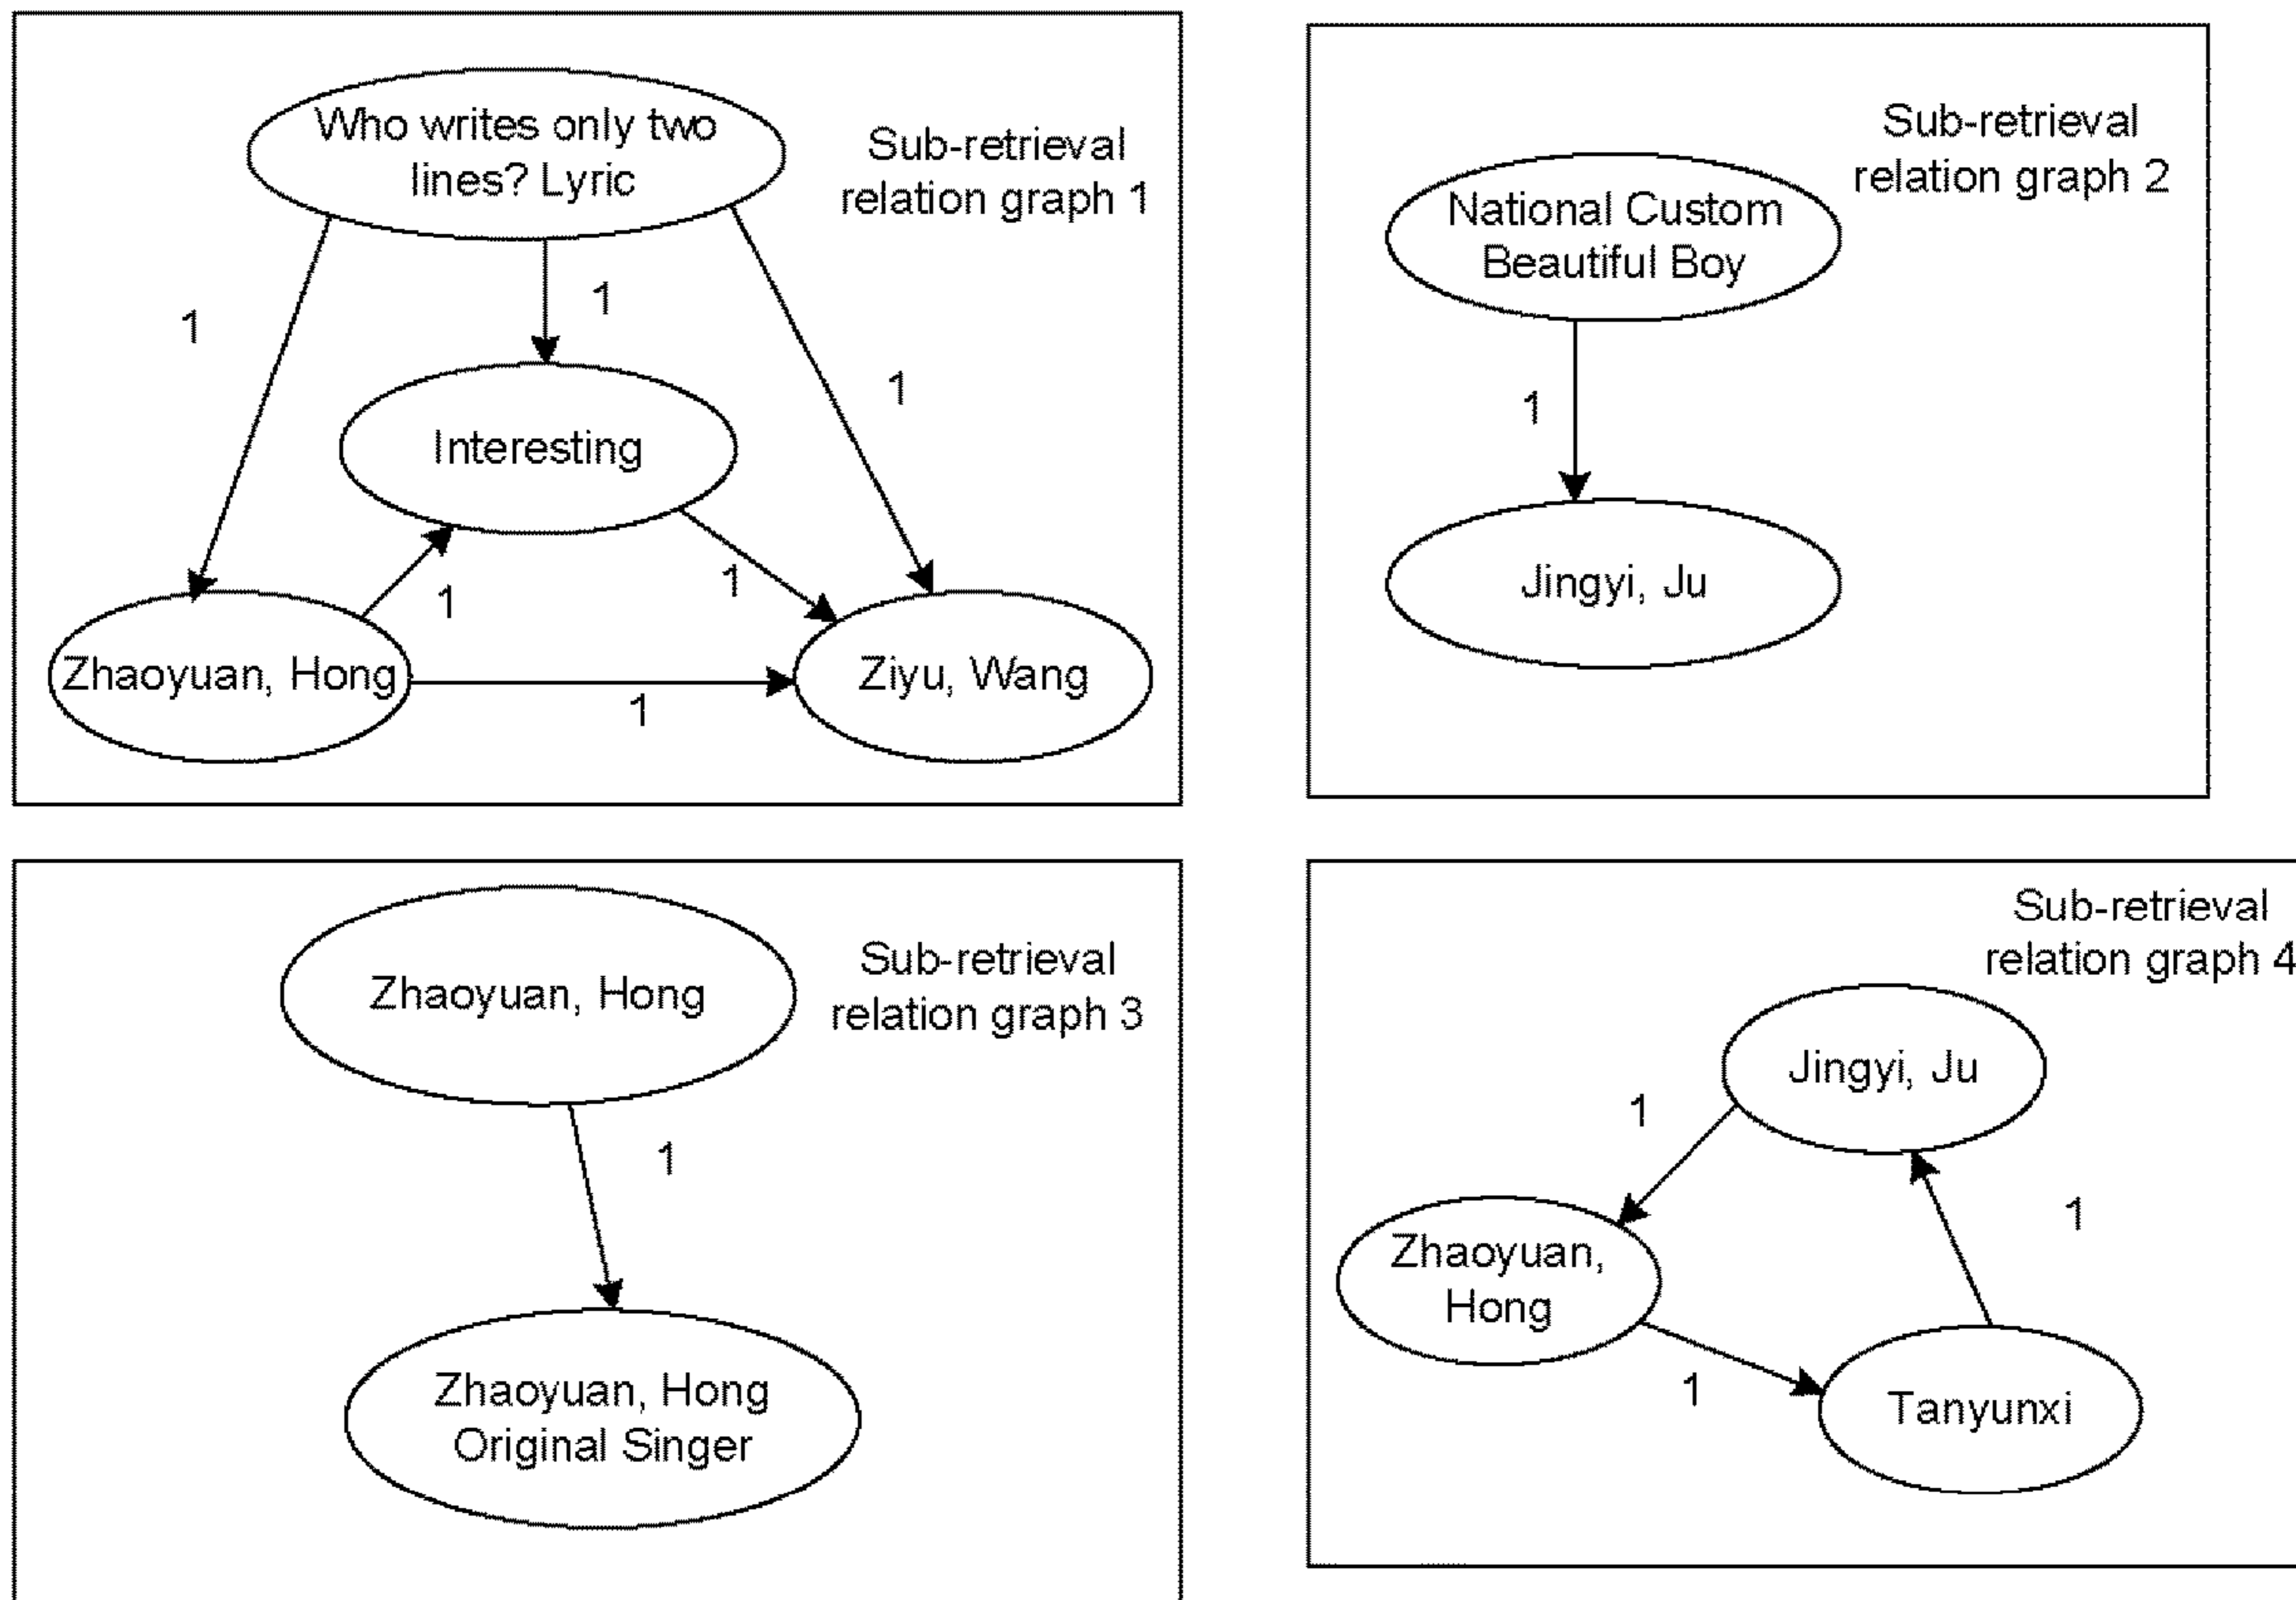 Who writes only two
lines? Lyric
Sub-retrieval
relation graph 1
1
1
1
Interesting
1
1
Zhaoyuan, Hong
1
Ziyu, Wang
Sub-retrieval
relation graph 2
National Custom
Beautiful Boy
1
Jingyi, Ju
Zhaoyuan, Hong
Sub-retrieval
relation graph 3
1
Zhaoyuan, Hong
Original Singer
Sub-retrieval
relation graph 4
Jingyi, Ju
1
1
Zhaoyuan,
Hong
1
Tanyunxi